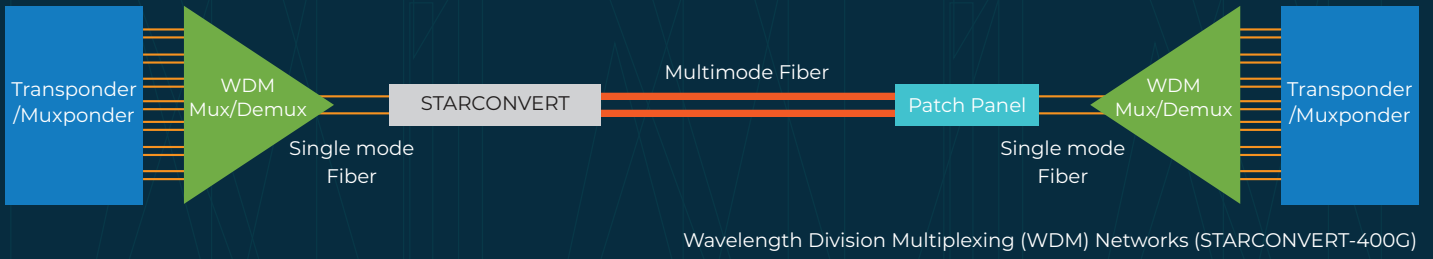 Transponder
/Muxponder
WDM
Mux/Demux
Single mode
Fiber
STARCONVERT
Multimode Fiber
Patch Panel
Single mode
Fiber
WDM
Mux/Demux
Transponder
/Muxponder
Wavelength Division Multiplexing (WDM) Networks (STARCONVERT-400G)